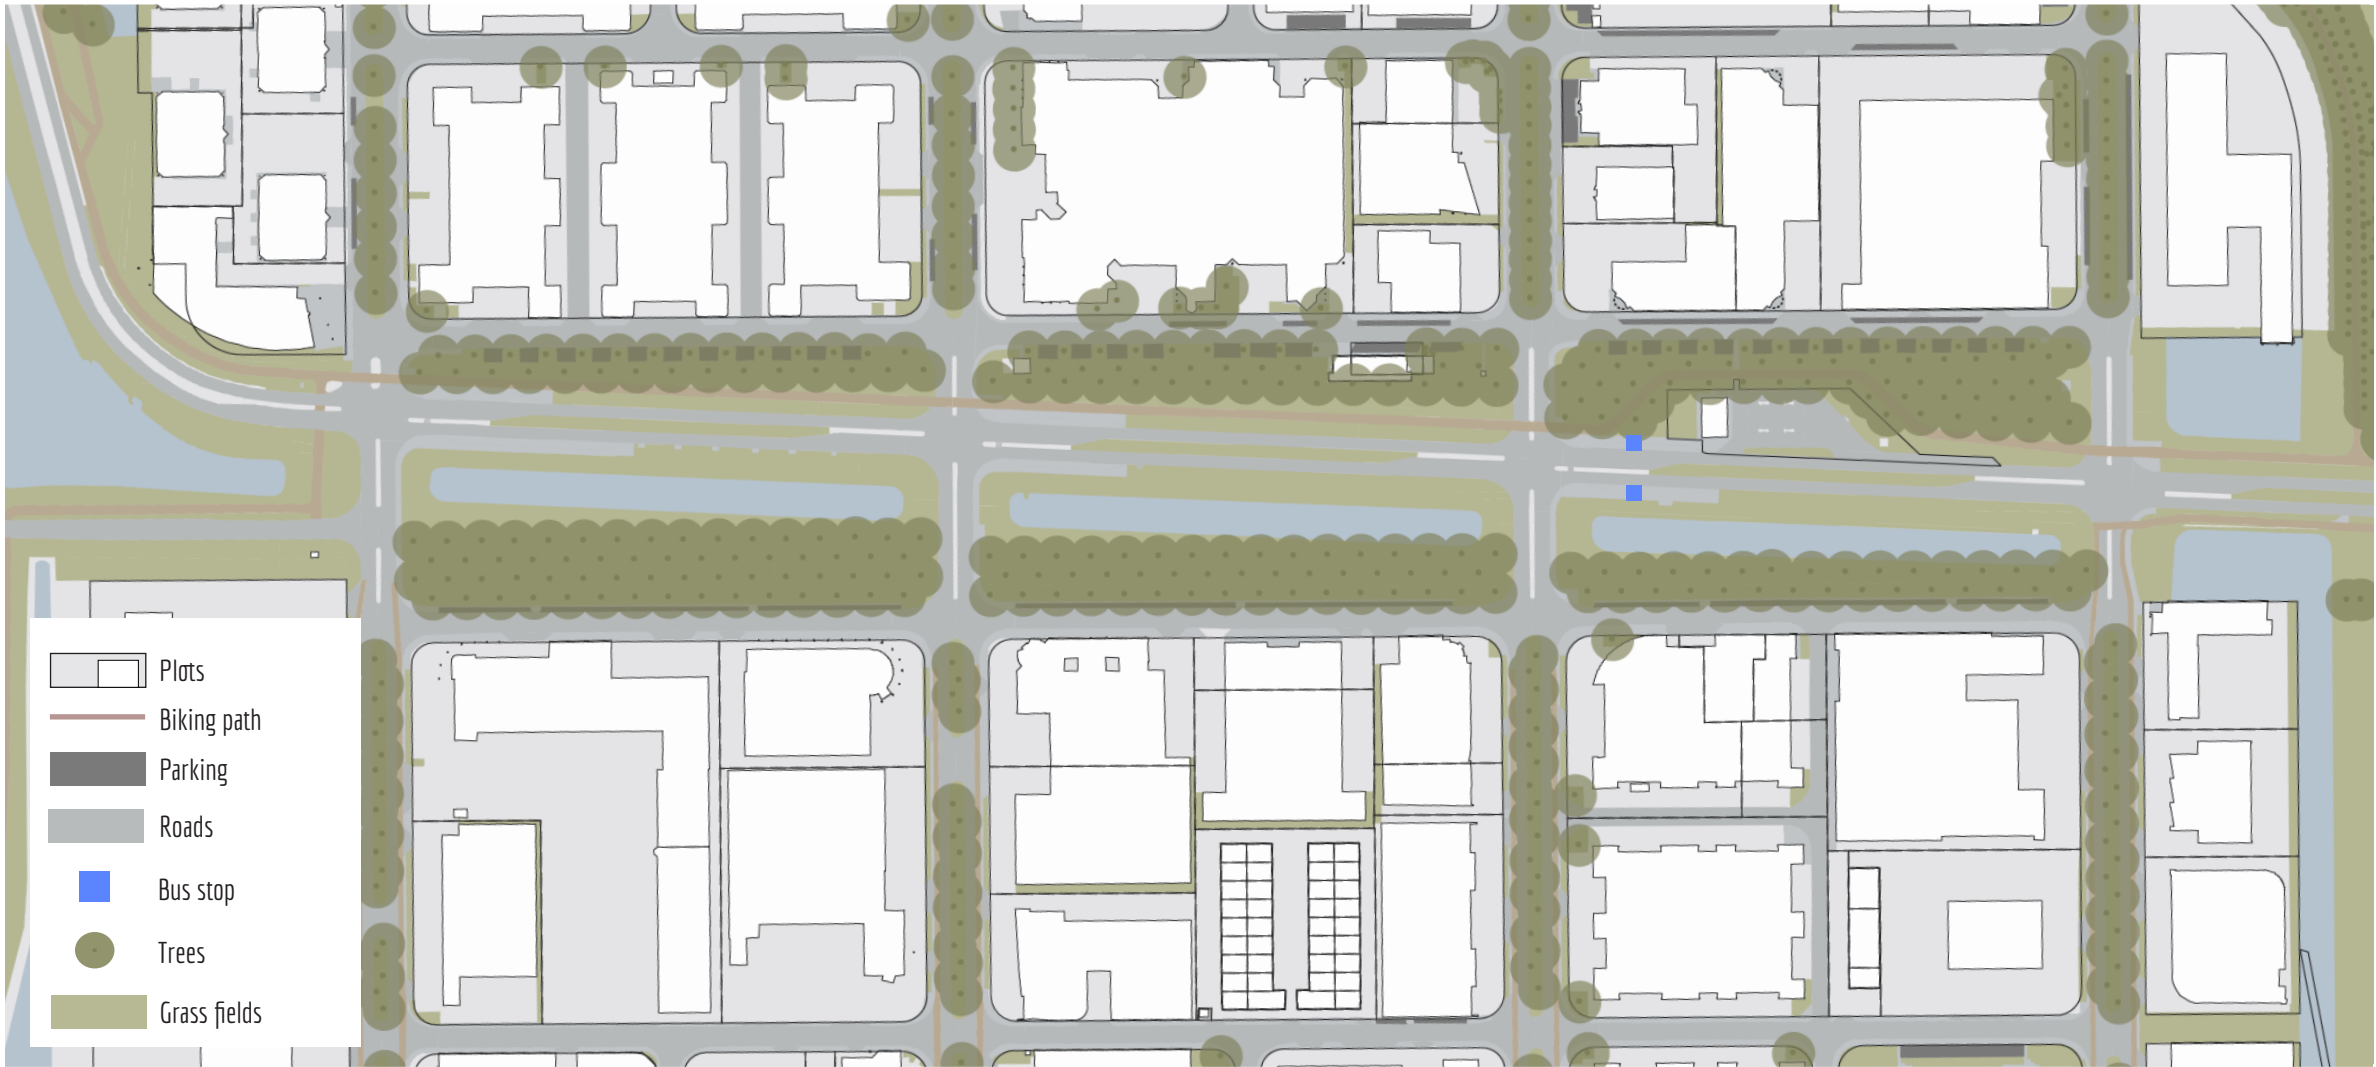 Plots
Biking path
Parking
Roads
Bus stop
Trees
Grass fields